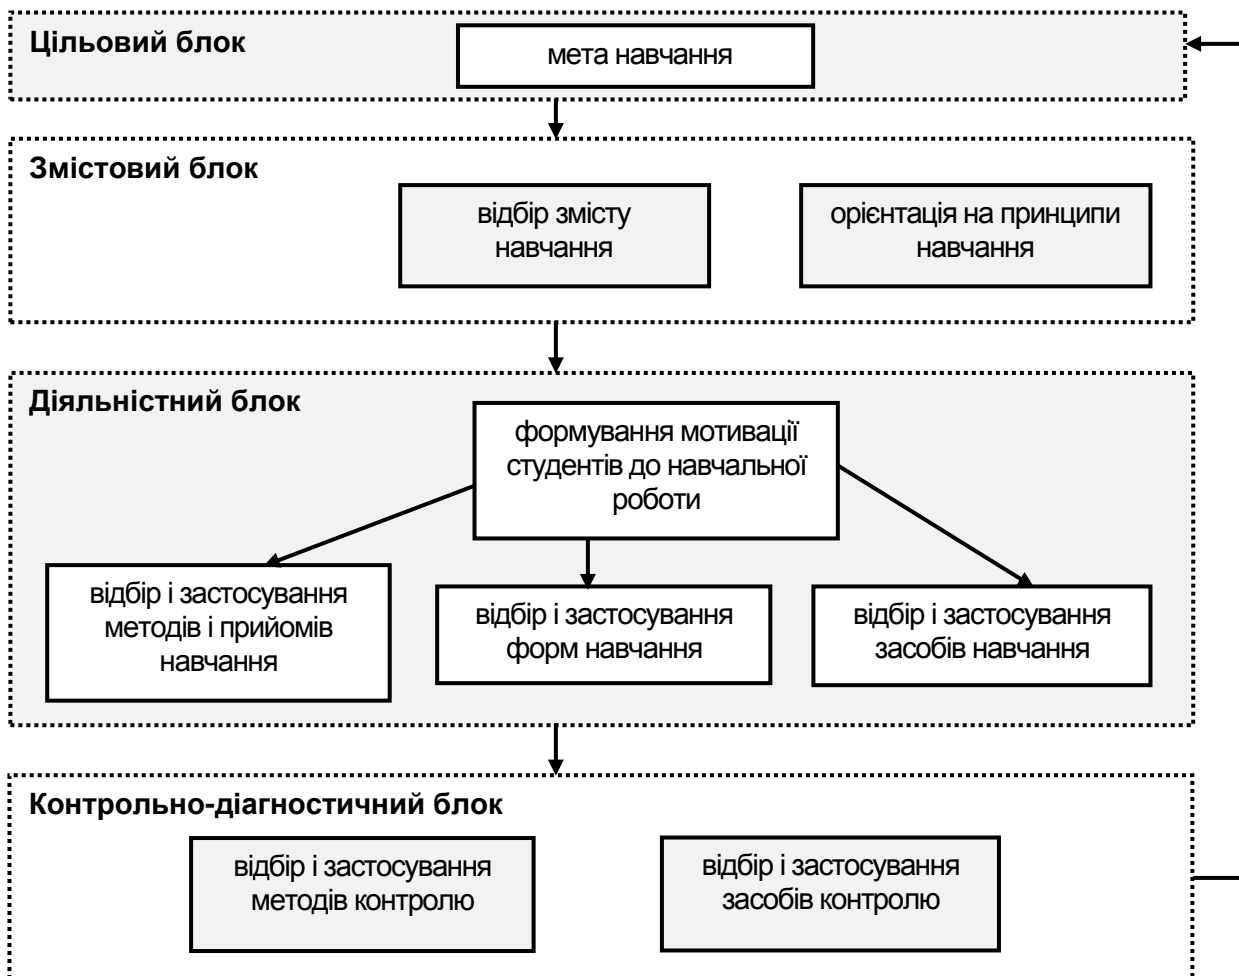 Цільовий блок
мета навчання
Змістовий блок
відбір змісту
навчання
орієнтація на принципи
навчання
Діяльністний блок
формування мотивації
студентів до навчальної
роботи
відбір і застосування
методів і прийомів
навчання
відбір і застосування
форм навчання
відбір і застосування
засобів навчання
Контрольно-діагностичний блок
відбір і застосування
методів контролю
відбір і застосування
засобів контролю